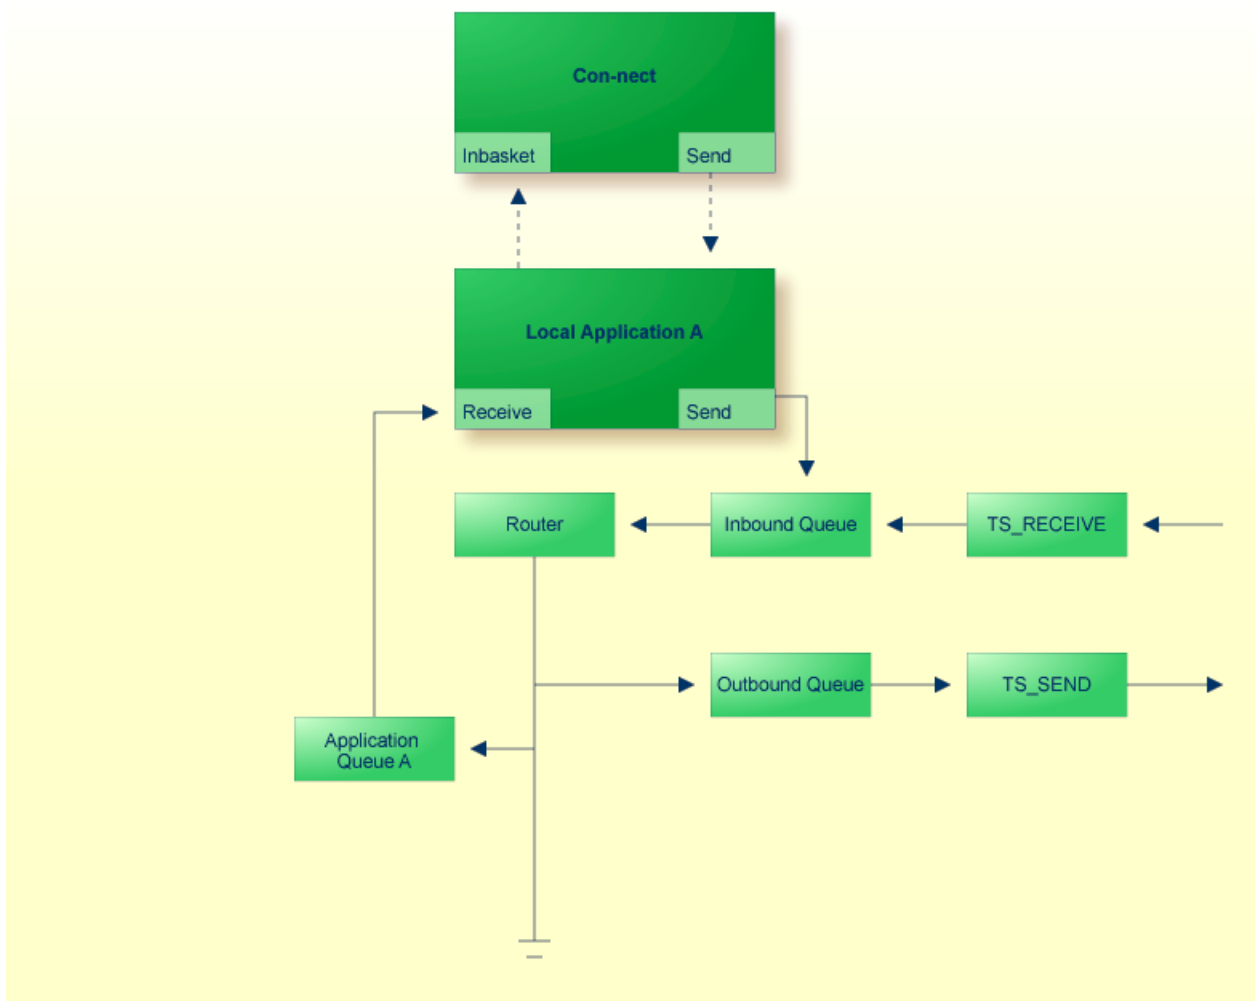 Con-nect
Inbasket
Send
Local Application A
Receive
Send
Router
Inbound Queue
TS_RECEIVE
Outbound Queue
TS_SEND
Application
Queue A